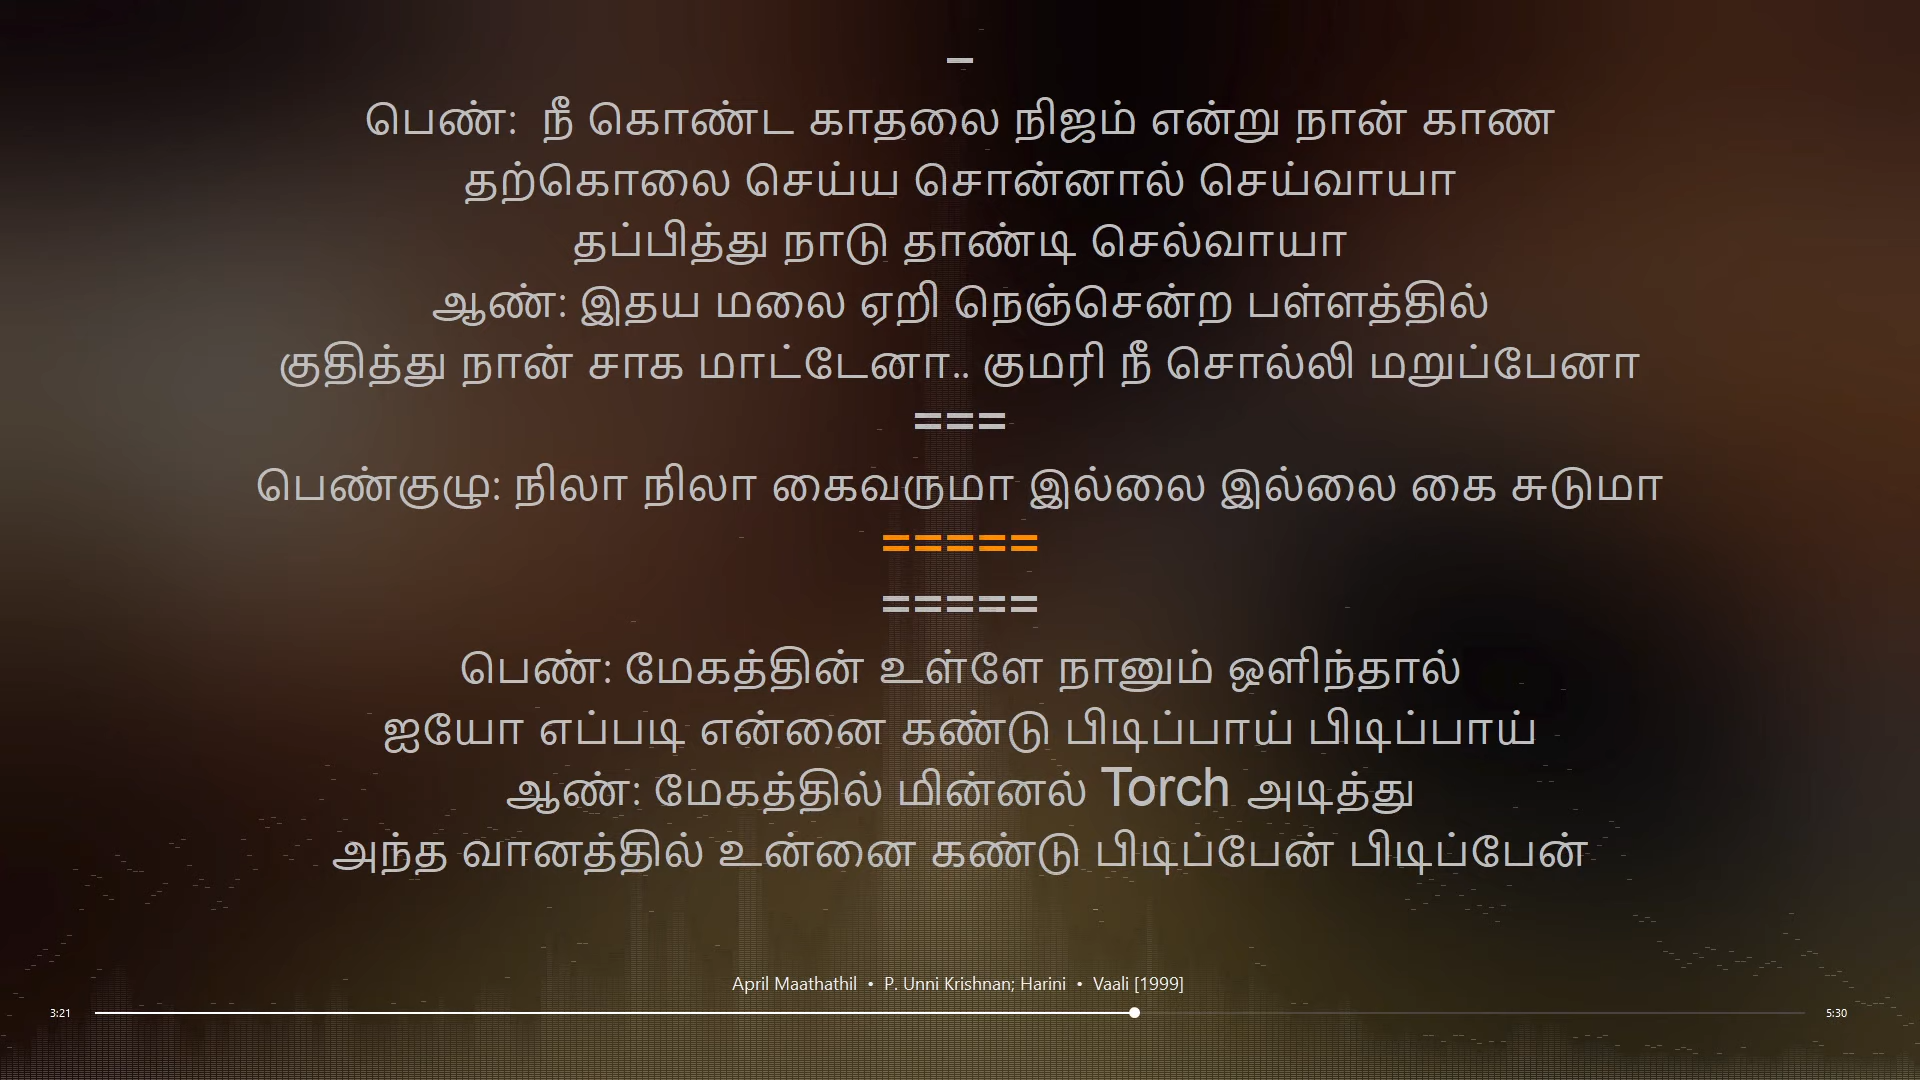 –
பெண்:  நீ கொண்ட காதலை நிஜம் என்று நான் காண
தற்கொலை செய்ய சொன்னால் செய்வாயா
தப்பித்து நாடு தாண்டி செல்வாயா
ஆண்: இதய மலை ஏறி நெஞ்சென்ற பள்ளத்தில்
குதித்து நான் சாக மாட்டேனா.. குமரி நீ சொல்லி மறுப்பேனா
===
பெண்குழு: நிலா நிலா கைவருமா இல்லை இல்லை கை சுடுமா
=====
=====
பெண்: மேகத்தின் உள்ளே நானும் ஒளிந்தால்
ஐயோ எப்படி என்னை கண்டு பிடிப்பாய் பிடிப்பாய்
ஆண்: மேகத்தில் மின்னல் Torch அடித்து
அந்த வானத்தில் உன்னை கண்டு பிடிப்பேன் பிடிப்பேன்
April Maathathil • P. Unni Krishnan; Harini • Vaali [1999]
3:21 5:30